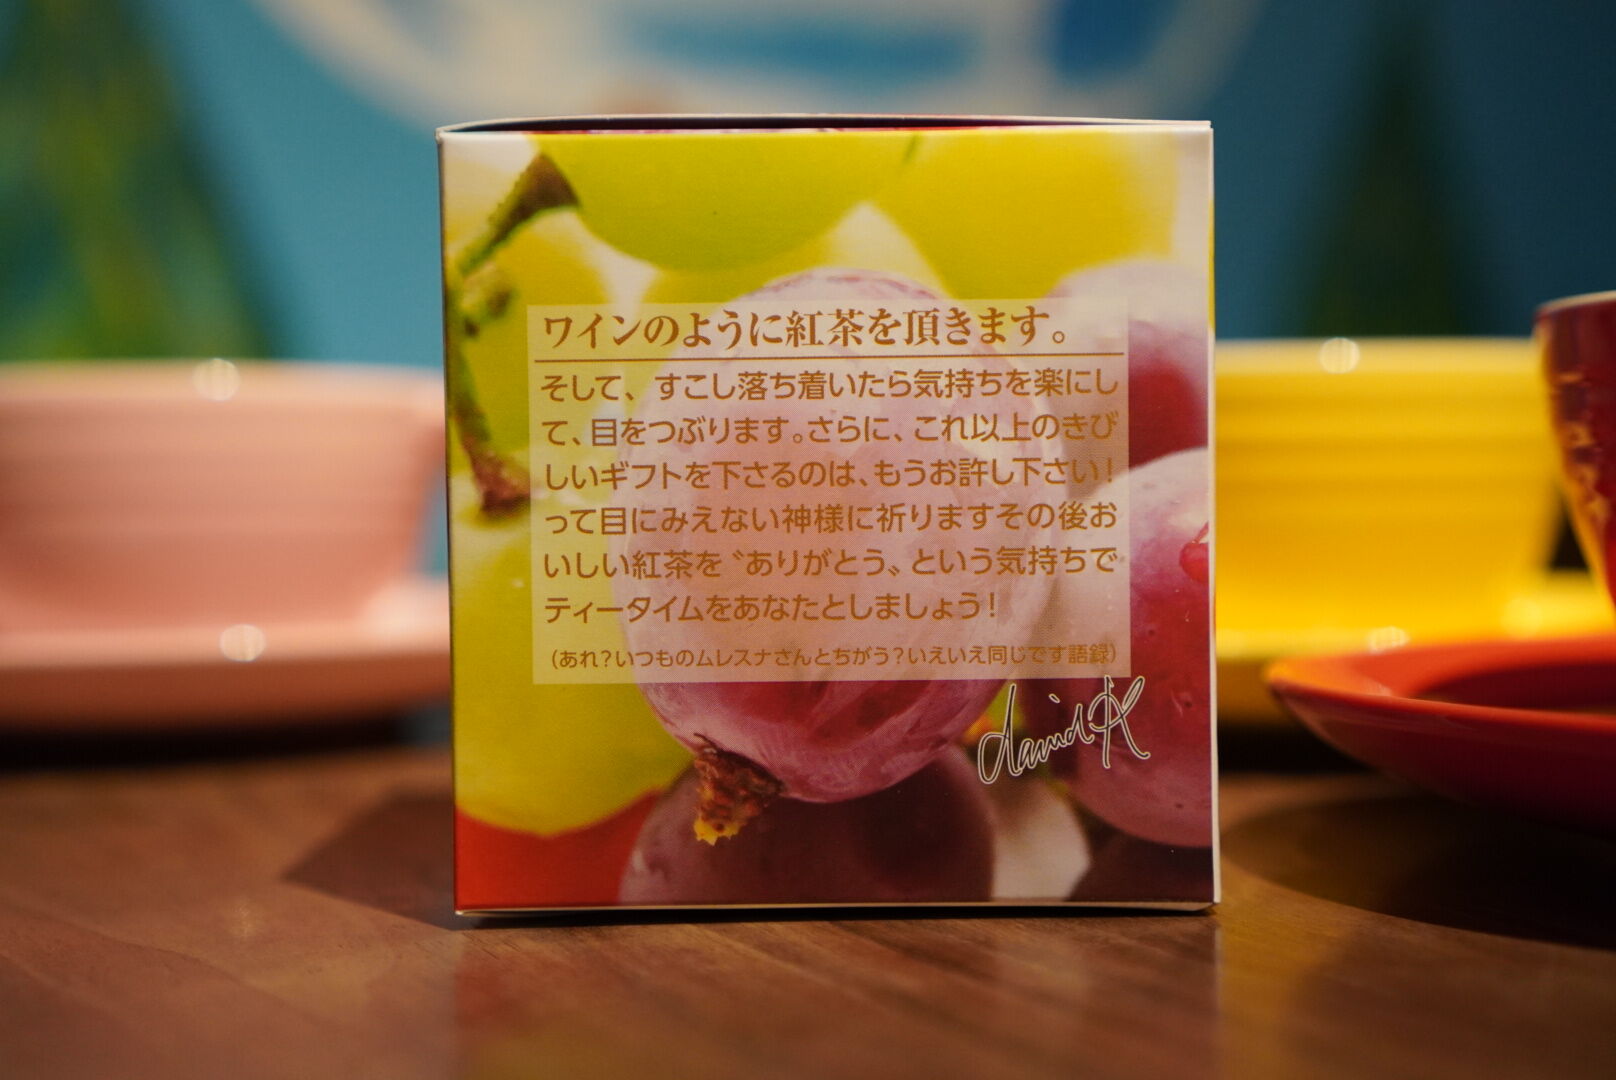 ワインのように紅茶を頂きます。
そして、すこし落ち着いたら気持ちを楽にし
て、目をつぶります。さらに、これ以上のきび
しいギフトを下さるのは、もうお許し下さい!
って目にみえない神様に祈りますその後お
いしい紅茶を〝ありがとう〟という気持ちで
ティータイムをあなたとしましょう!
(あれ?いつものムレスナさんとちがう?いえいえ同じです語録)
david K